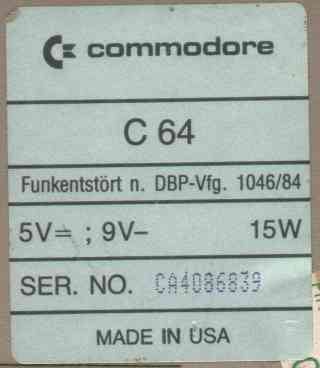 commodore
C 64
Funkentstört n. DBP-Vfg. 1046/84
5V⎓ ; 9V~ 15W
SER. NO. CA4086839
MADE IN USA